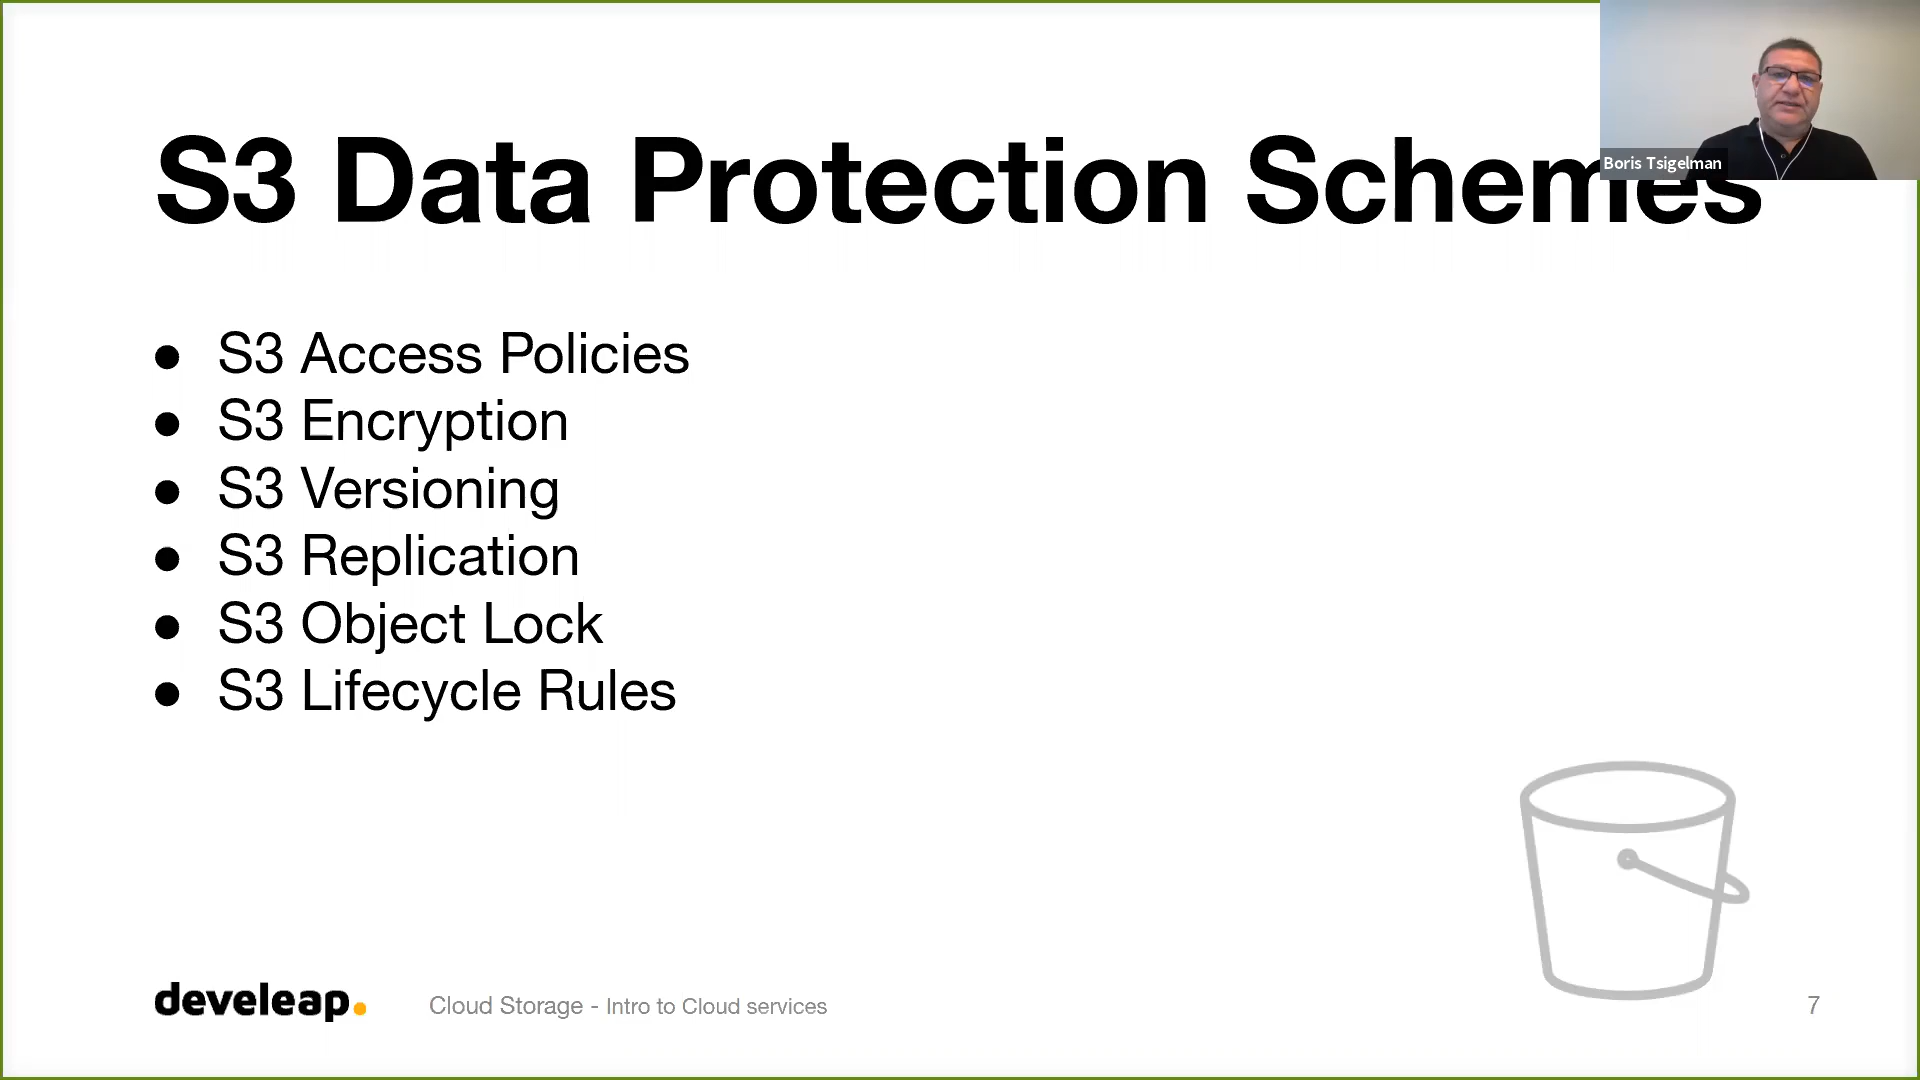 S3 Data Protection Schemes
Boris Tsigelman
● S3 Access Policies
● S3 Encryption
● S3 Versioning
● S3 Replication
● S3 Object Lock
● S3 Lifecycle Rules
develeap.
Cloud Storage - Intro to Cloud services
7